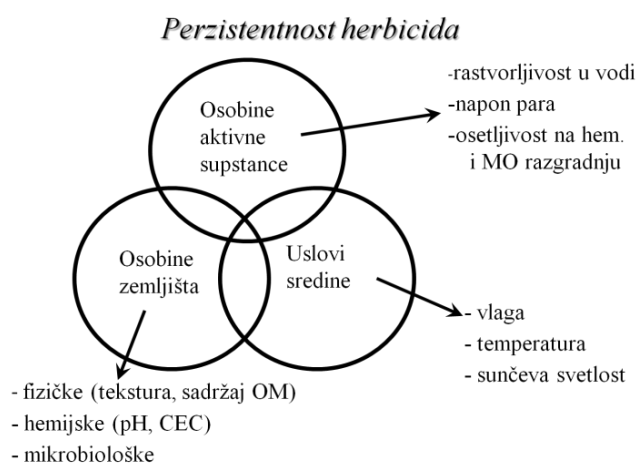 Perzistentnost herbicida
Osobine
aktivne
supstance
-rastvorljivost u vodi
-napon para
-osetljivost na hem.
i MO razgradnju
Osobine
zemljišta
Uslovi
sredine
- vlaga
- temperatura
- sunčeva svetlost
- fizičke (tekstura, sadržaj OM)
- hemijske (pH, CEC)
- mikrobiološke